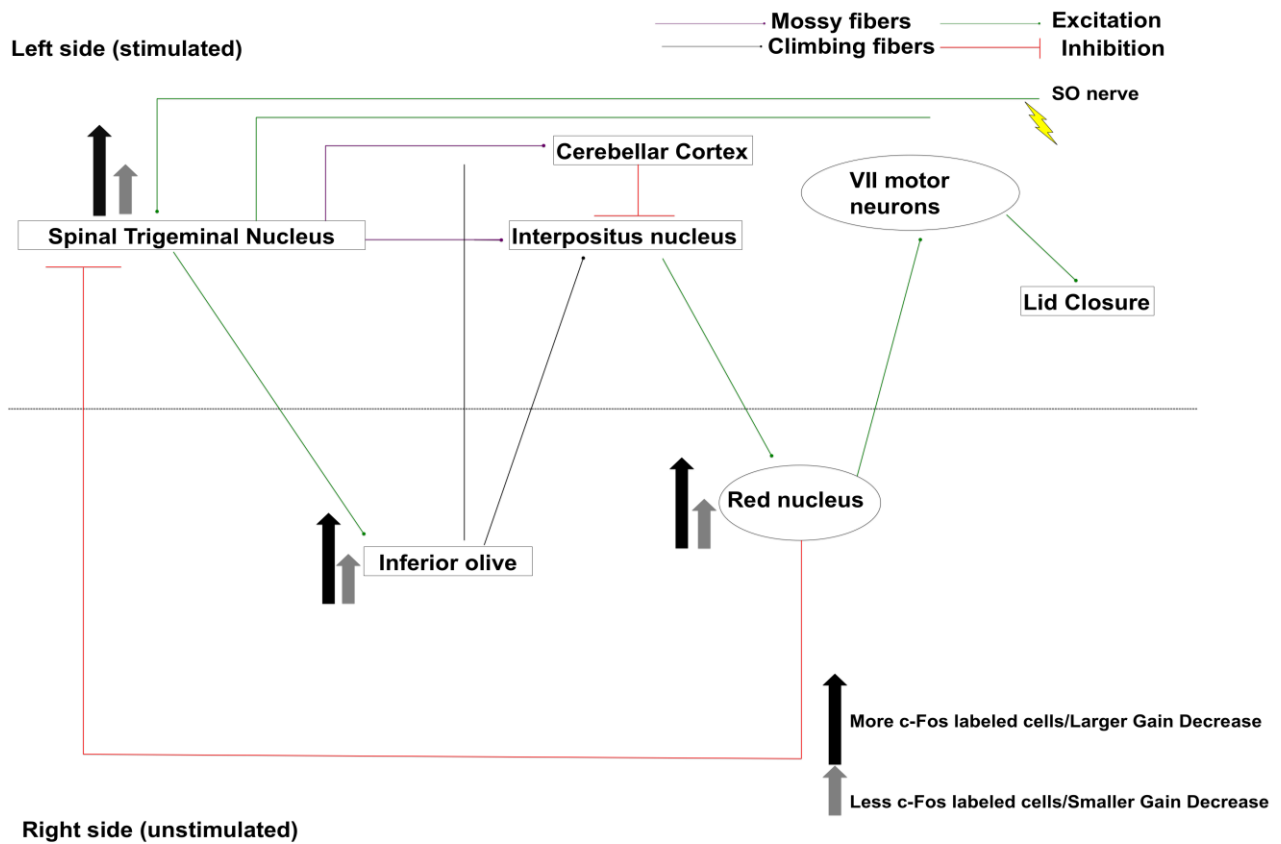 Left side (stimulated)
Mossy fibers
Excitation
Climbing fibers
Inhibition
SO nerve
Cerebellar Cortex
VII motor
neurons
Spinal Trigeminal Nucleus
Interpositus nucleus
Lid Closure
Red nucleus
Inferior olive
More c-Fos labeled cells/Larger Gain Decrease
Less c-Fos labeled cells/Smaller Gain Decrease
Right side (unstimulated)